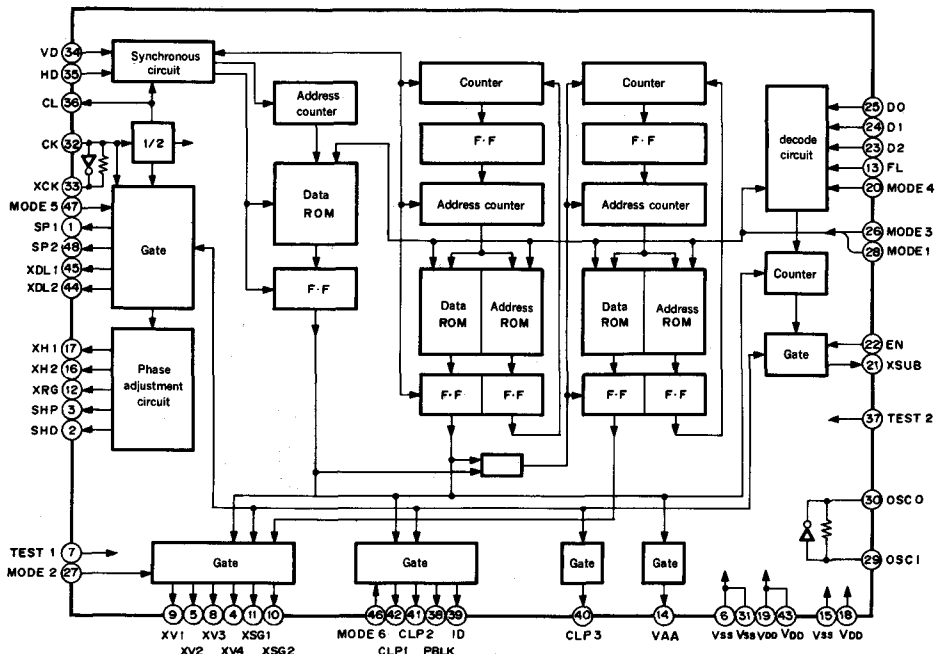 VD 34
HD 35
CL 36
CK 32
XCK 33
MODE 5 47
SP1 1
SP2 48
XDL1 45
XDL2 44
XH1 17
XH2 16
XRG 12
SHP 3
SHD 2
TEST 1 7
MODE 2 27
Synchronous
circuit
1/2
Gate
Phase
adjustment
circuit
Address
counter
Data
ROM
F·F
Counter
F·F
Address counter
Data
ROM
Address
ROM
F·F
F·F
Counter
F·F
Address counter
Data
ROM
Address
ROM
F·F
F·F
decode
circuit
Counter
Gate
25 D0
24 D1
23 D2
13 FL
20 MODE 4
26 MODE 3
28 MODE 1
22 EN
21 XSUB
37 TEST 2
30 OSCO
29 OSCI
Gate
Gate
Gate
Gate
9 5 8 4 11 10 46 42 41 38 39 40 14 6 31 19 43 15 18
XV1 XV3 XSG1 MODE 6 CLP2 ID CLP3 VAA VSS VSS VDD VDD VSS VDD
XV2 XV4 XSG2 CLP1 PBLK